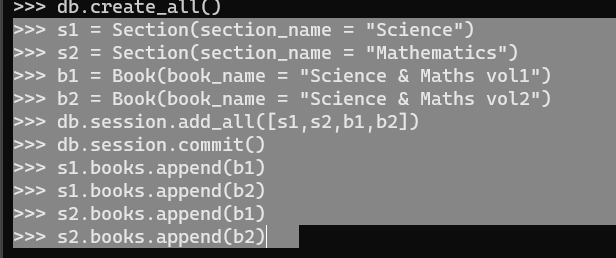 >>> db.create_all()
>>> s1 = Section(section_name = "Science")
>>> s2 = Section(section_name = "Mathematics")
>>> b1 = Book(book_name = "Science & Maths vol1")
>>> b2 = Book(book_name = "Science & Maths vol2")
>>> db.session.add_all([s1,s2,b1,b2])
>>> db.session.commit()
>>> s1.books.append(b1)
>>> s1.books.append(b2)
>>> s2.books.append(b1)
>>> s2.books.append(b2)